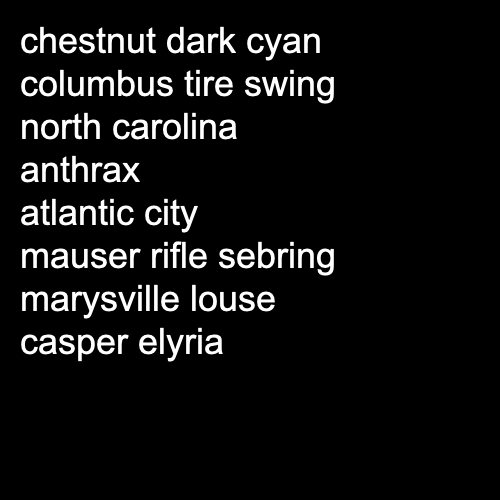 chestnut dark cyan
columbus tire swing
north carolina
anthrax
atlantic city
mauser rifle sebring
marysville louse
casper elyria